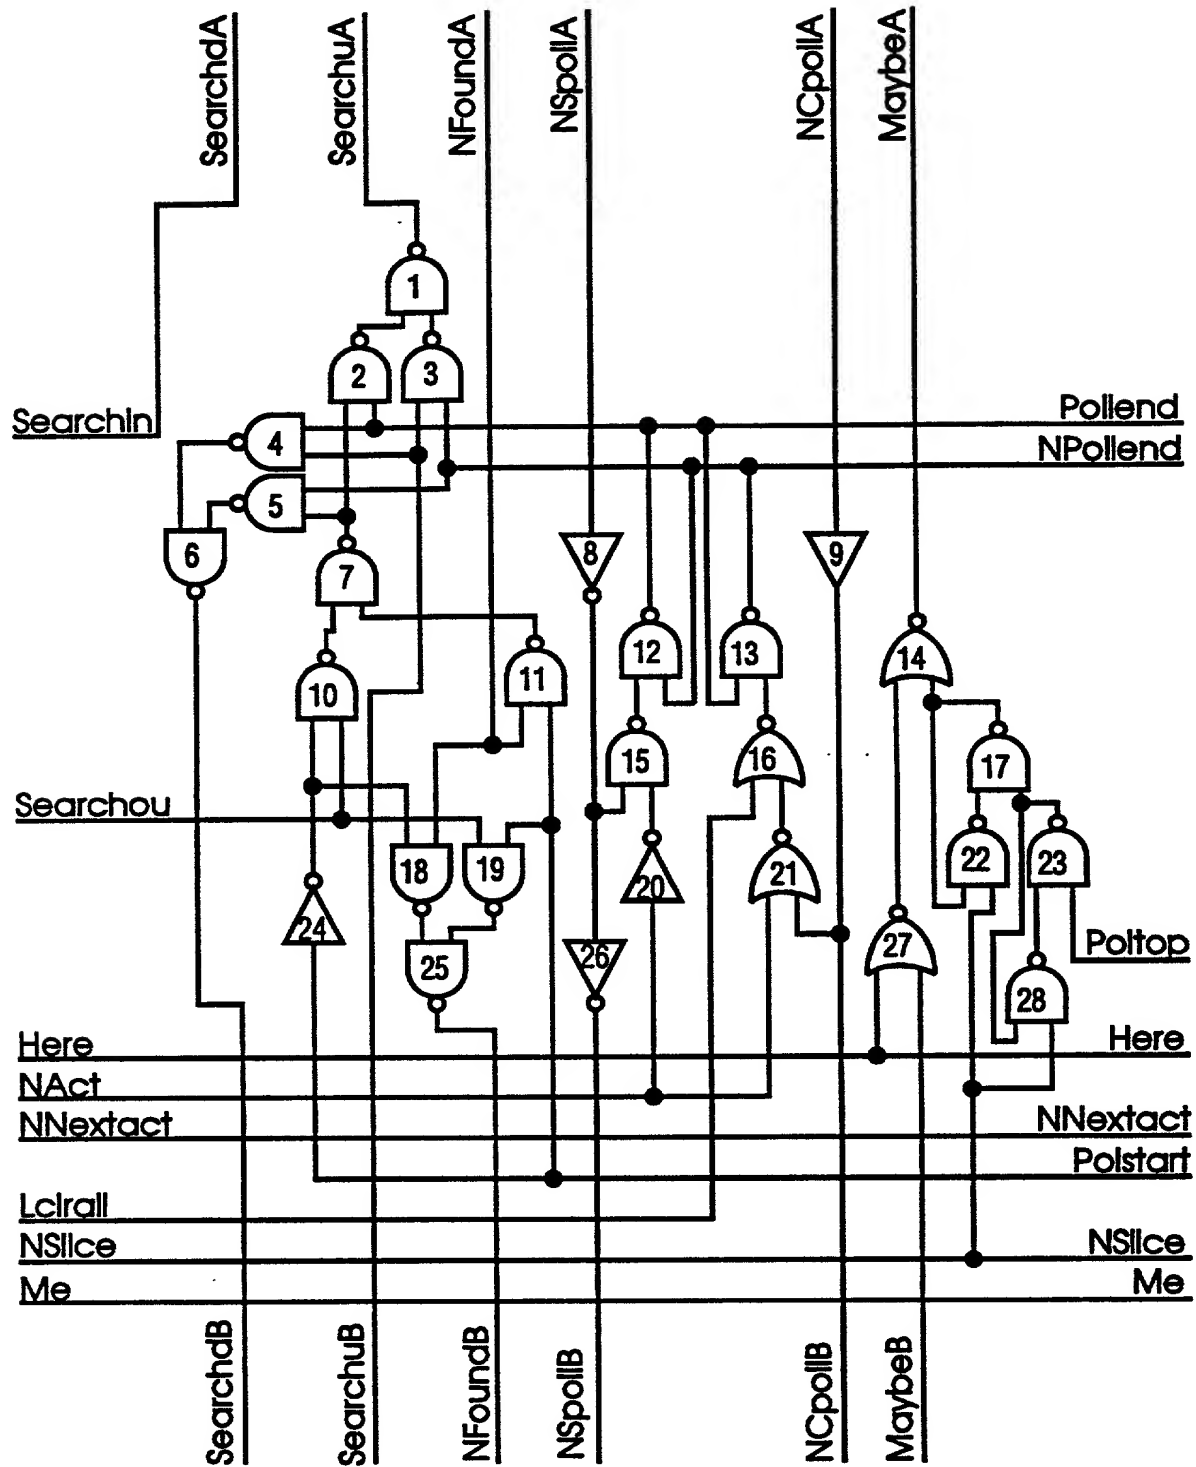 SearchdA
SearchuA
NFoundA
NSpollA
NCpollA
MaybeA
1
2
3
SearchIn
4
Pollend
NPollend
5
6
7
8
9
10
11
12
13
14
15
16
17
Searchou
18
19
20
21
22
23
24
25
26
27
28
Poltop
Here
Here
NAct
NNextact
NNextact
Polstart
Lclrall
NSlice
NSlice
Me
Me
SearchdB
SearchuB
NFoundB
NSpollB
NCpollB
MaybeB